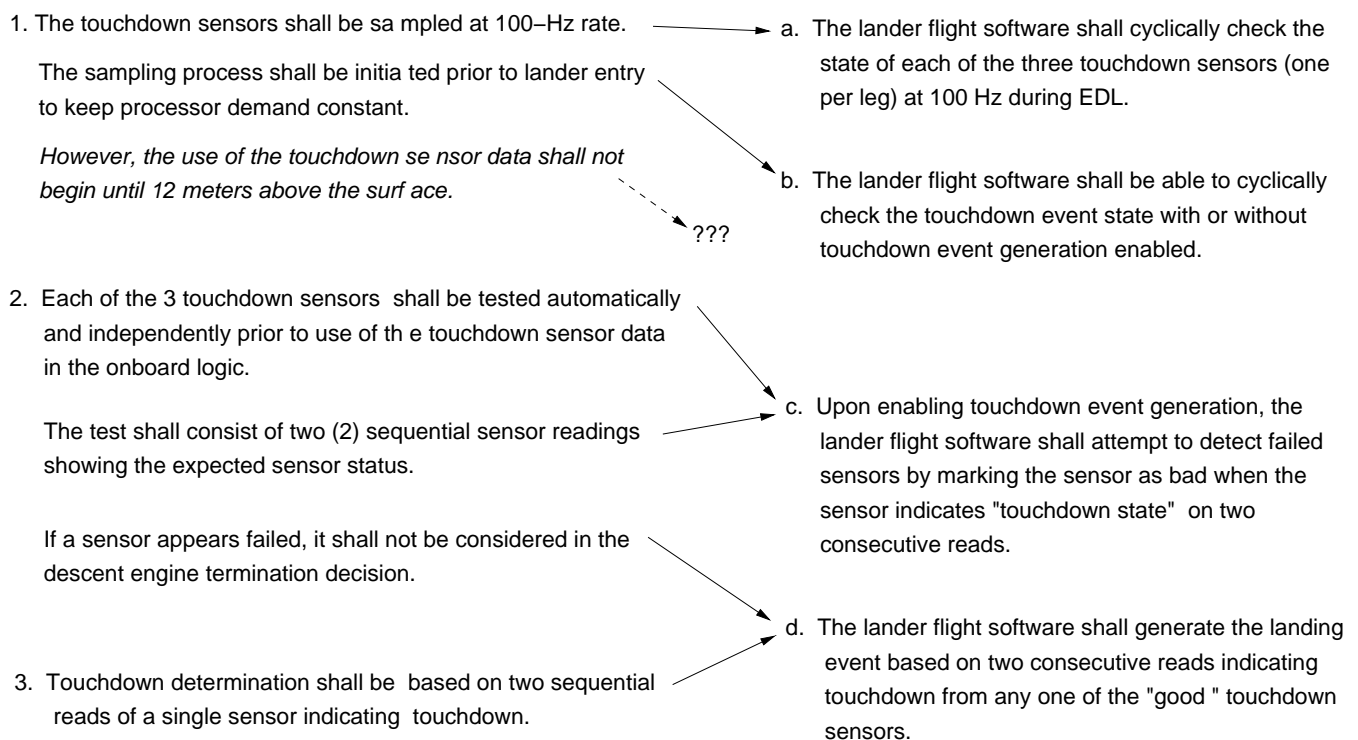 1. The touchdown sensors shall be sa mpled at 100−Hz rate.
The sampling process shall be initia ted prior to lander entry
to keep processor demand constant.
However, the use of the touchdown se nsor data shall not
begin until 12 meters above the surf ace.
???
2. Each of the 3 touchdown sensors shall be tested automatically
and independently prior to use of th e touchdown sensor data
in the onboard logic.
The test shall consist of two (2) sequential sensor readings
showing the expected sensor status.
If a sensor appears failed, it shall not be considered in the
descent engine termination decision.
3. Touchdown determination shall be based on two sequential
reads of a single sensor indicating touchdown.
a. The lander flight software shall cyclically check the
state of each of the three touchdown sensors (one
per leg) at 100 Hz during EDL.
b. The lander flight software shall be able to cyclically
check the touchdown event state with or without
touchdown event generation enabled.
c. Upon enabling touchdown event generation, the
lander flight software shall attempt to detect failed
sensors by marking the sensor as bad when the
sensor indicates "touchdown state" on two
consecutive reads.
d. The lander flight software shall generate the landing
event based on two consecutive reads indicating
touchdown from any one of the "good " touchdown
sensors.